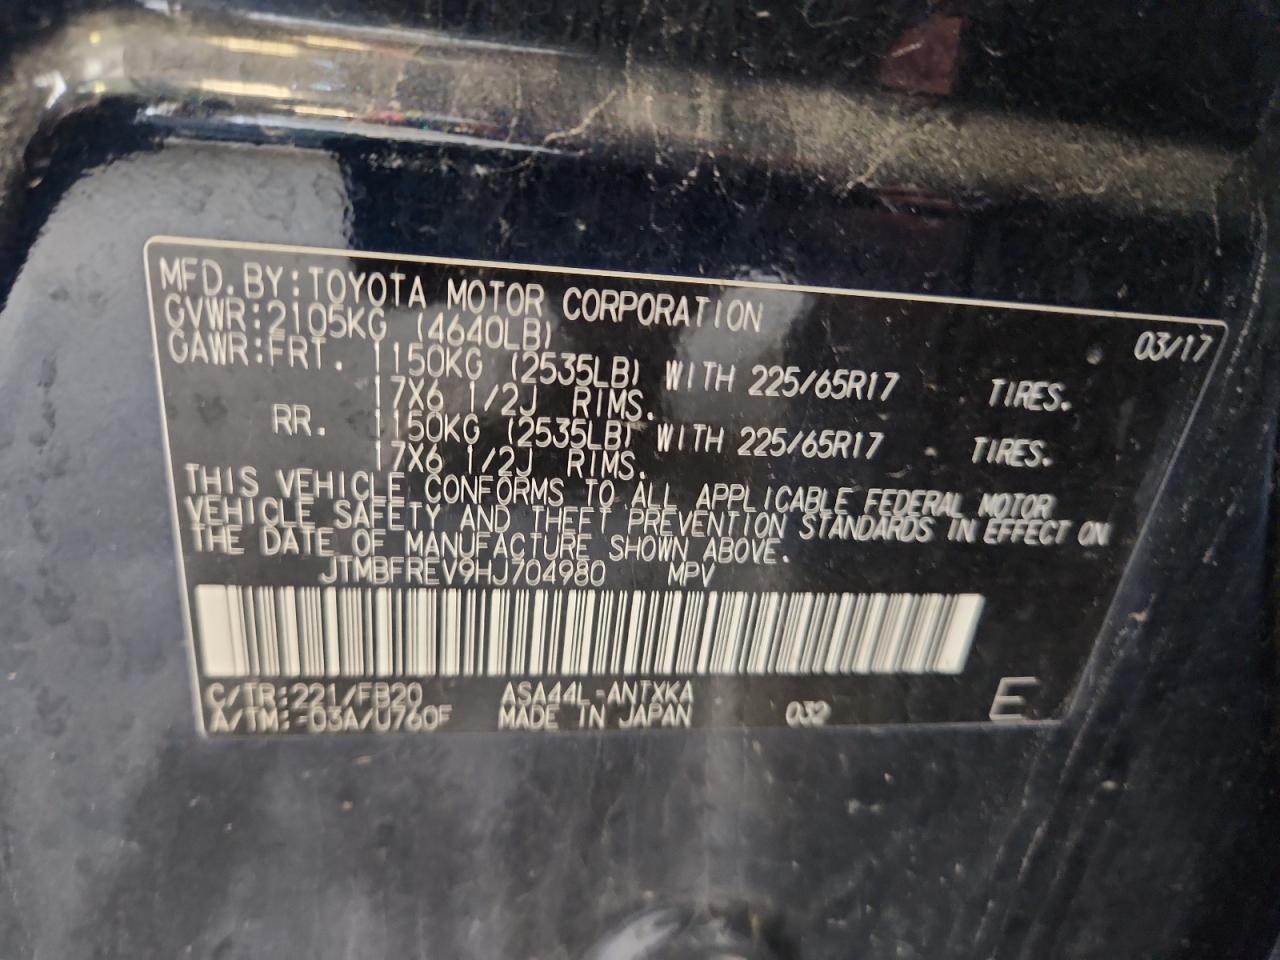 MFD.BY:TOYOTA MOTOR CORPORATION 03/17
GVWR:2105KG (4640LB)
GAWR:FRT. 1150KG (2535LB) WITH 225/65R17 TIRES.
17X6 1/2J RIMS.
RR. 1150KG (2535LB) WITH 225/65R17 TIRES.
17X6 1/2J RIMS.
THIS VEHICLE CONFORMS TO ALL APPLICABLE FEDERAL MOTOR
VEHICLE SAFETY AND THEFT PREVENTION STANDARDS IN EFFECT ON
THE DATE OF MANUFACTURE SHOWN ABOVE.
JTMBFREV9HJ704980 MPV
C/TR:221/FB20 ASA44L-ANTXKA
A/TM:-03A/U760F MADE IN JAPAN 032 E